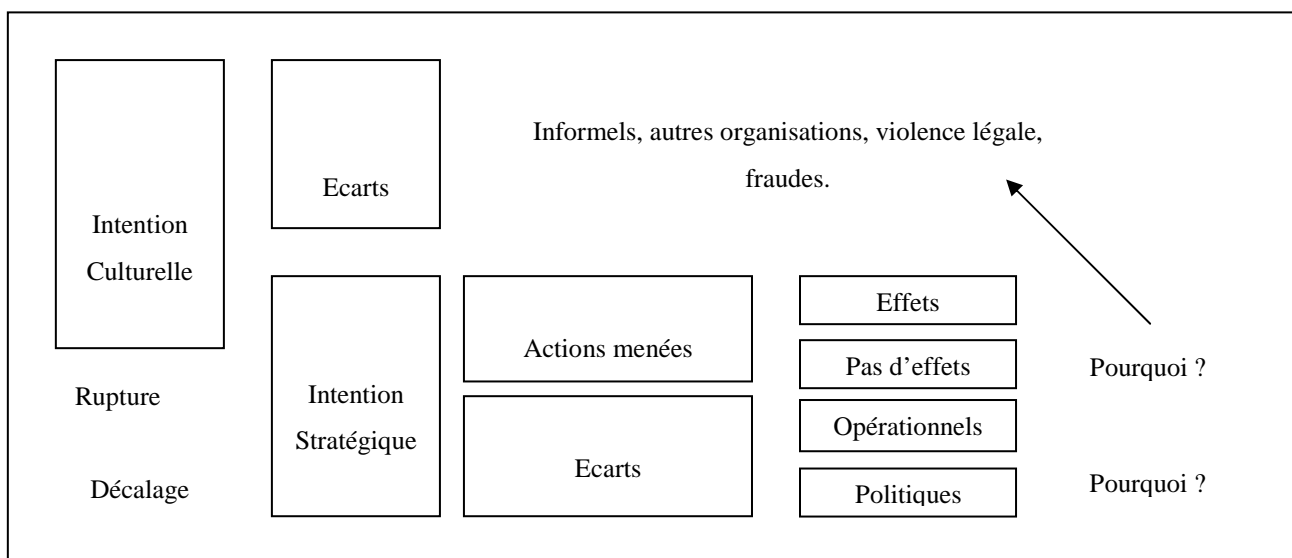 Informels, autres organisations, violence légale,
fraudes.
Ecarts
Intention
Culturelle
Effets
Actions menées
Pas d’effets
Pourquoi ?
Rupture
Intention
Stratégique
Opérationnels
Ecarts
Décalage
Politiques
Pourquoi ?